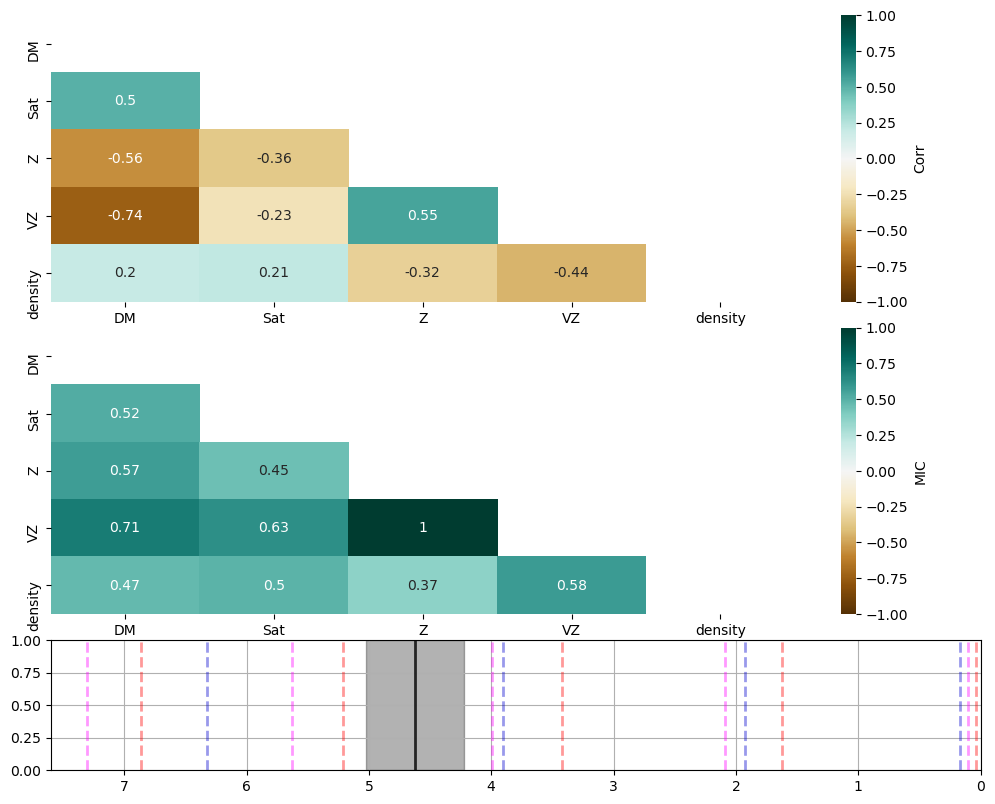 DM
Sat
Z
VZ
density
0.5
-0.56 -0.36
-0.74 -0.23 0.55
0.2 0.21 -0.32 -0.44
DM Sat Z VZ density
1.00
0.75
0.50
0.25
0.00
−0.25
−0.50
−0.75
−1.00
Corr
DM
Sat
Z
VZ
density
0.52
0.57 0.45
0.71 0.63 1
0.47 0.5 0.37 0.58
DM Sat Z VZ density
1.00
0.75
0.50
0.25
0.00
−0.25
−0.50
−0.75
−1.00
MIC
1.00
0.75
0.50
0.25
0.00
7 6 5 4 3 2 1 0